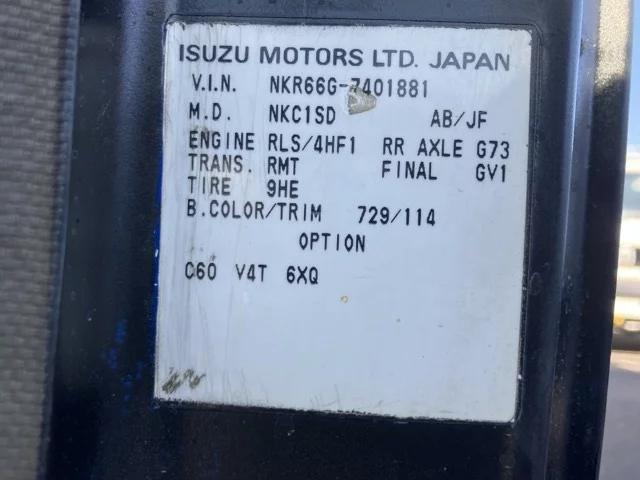 ISUZU MOTORS LTD. JAPAN
V.I.N. NKR66G-7401881
M.D. NKC1SD AB/JF
ENGINE RLS/4HF1 RR AXLE G73
TRANS. RMT FINAL GV1
TIRE 9HE
B.COLOR/TRIM 729/114
OPTION
C60 V4T 6XQ